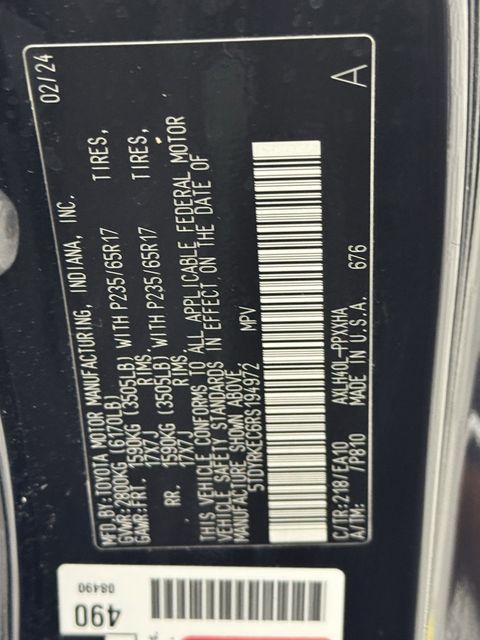 MFD.BY:TOYOTA MOTOR MANUFACTURING, INDIANA, INC. 02/24
GVWR:2800KG (6170LB)
GAWR:FRT. 1590KG (3505LB) WITH P235/65R17 TIRES,
17X7J RIMS,
RR. 1590KG (3505LB) WITH P235/65R17 TIRES,
17X7J RIMS.
THIS VEHICLE CONFORMS TO ALL APPLICABLE FEDERAL MOTOR
VEHICLE SAFETY STANDARDS IN EFFECT ON THE DATE OF
MANUFACTURE SHOWN ABOVE.
5TDYRKEC6RS194972 MPV
C/TR:218/EA10 AXLH40L-PPXXHA 676
A/TM: /P810 MADE IN U.S.A. A
490
08490